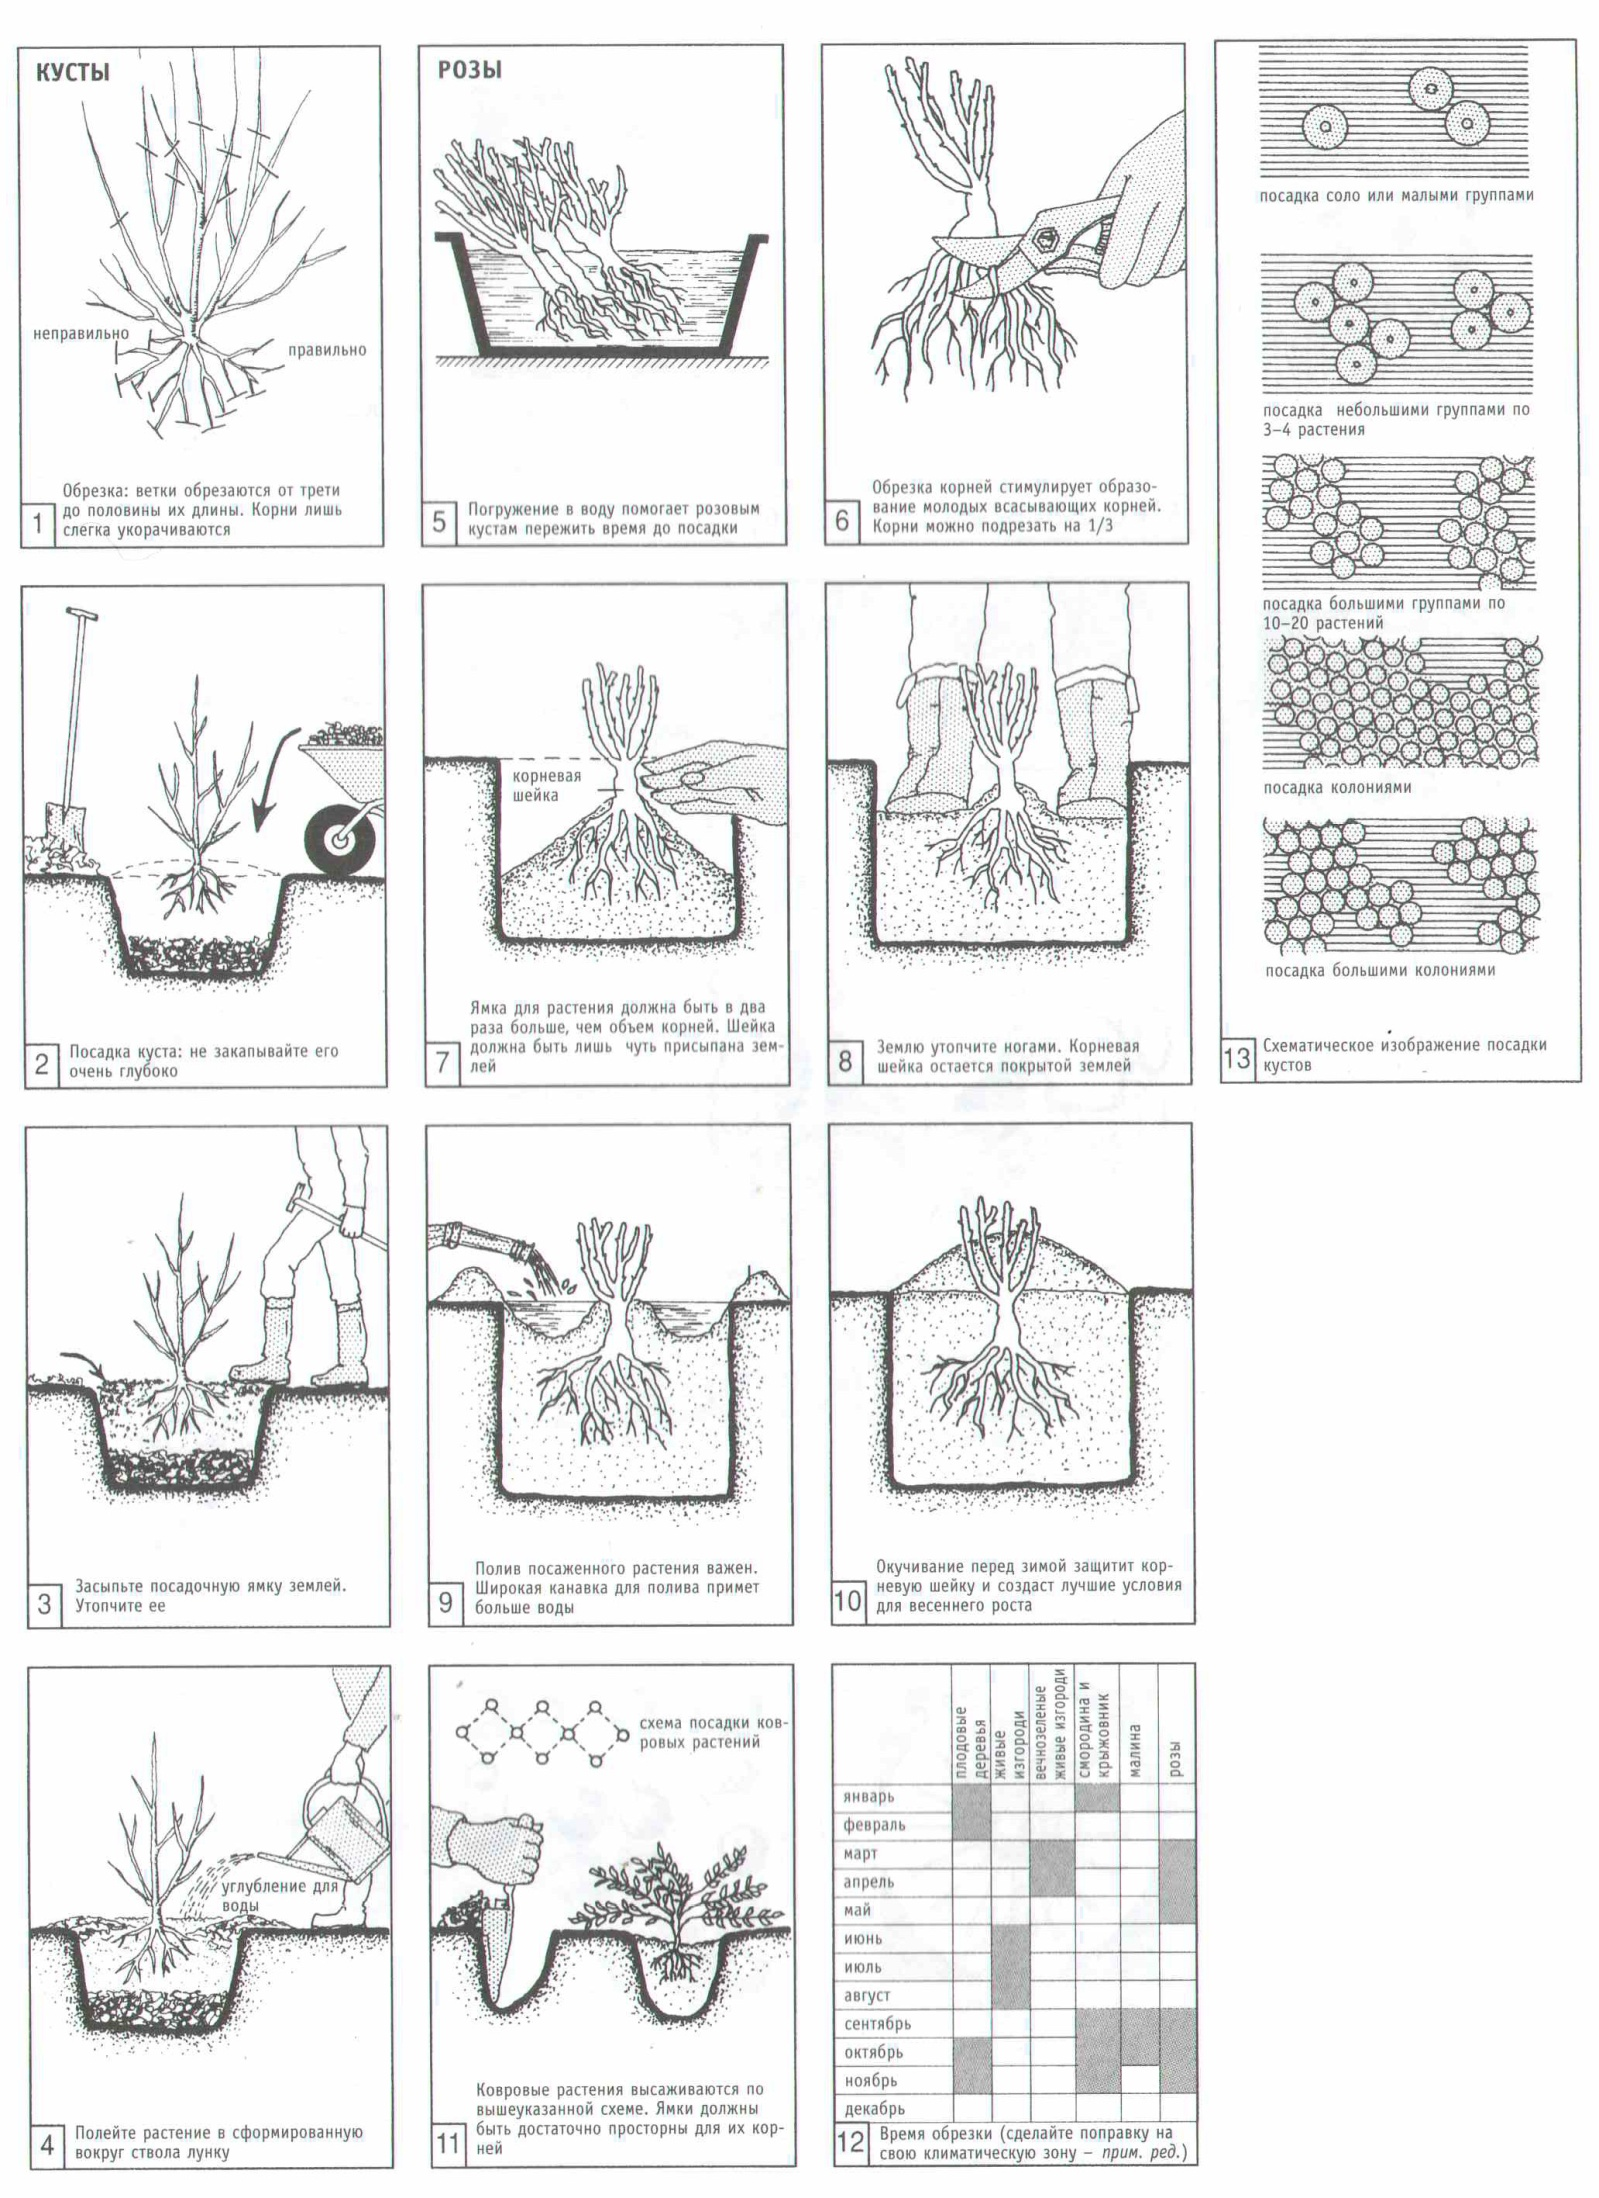 КУСТЫ
неправильно
правильно
1
Обрезка: ветки обрезаются от трети
до половины их длины. Корни лишь
слегка укорачиваются
РОЗЫ
5
Погружение в воду помогает розовым
кустам пережить время до посадки
6
Обрезка корней стимулирует образо-
вание молодых всасывающих корней.
Корни можно подрезать на 1/3
посадка соло или малыми группами
посадка небольшими группами по
3–4 растения
посадка большими группами по
10–20 растений
посадка колониями
посадка большими колониями
13
Схематическое изображение посадки
кустов
2
Посадка куста: не закапывайте его
очень глубоко
корневая
шейка
7
Ямка для растения должна быть в два
раза больше, чем объем корней. Шейка
должна быть лишь чуть присыпана зем-
лей
8
Землю утопчите ногами. Корневая
шейка остается покрытой землей
3
Засыпьте посадочную ямку землей.
Утопчите ее
9
Полив посаженного растения важен.
Широкая канавка для полива примет
больше воды
10
Окучивание перед зимой защитит кор-
невую шейку и создаст лучшие условия
для весеннего роста
углубление для
воды
4
Полейте растение в сформированную
вокруг ствола лунку
схема посадки ков-
ровых растений
11
Ковровые растения высаживаются по
вышеуказанной схеме. Ямки должны
быть достаточно просторны для их кор-
ней
плодовые
деревья
живые
изгороди
вечнозеленые
живые изгороди
смородина и
крыжовник
малина
розы
январь
февраль
март
апрель
май
июнь
июль
август
сентябрь
октябрь
ноябрь
декабрь
12
Время обрезки (сделайте поправку на
свою климатическую зону – прим. ред.)